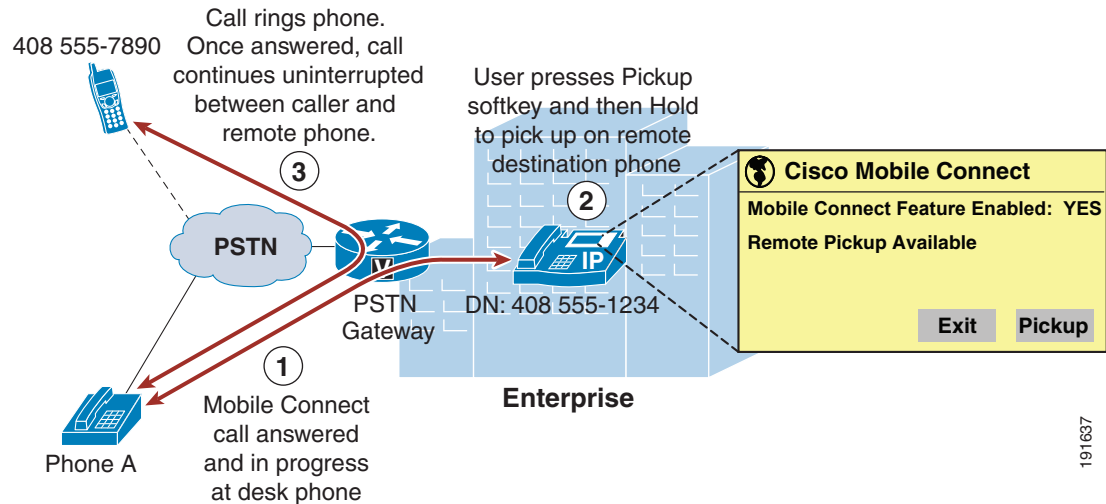 Call rings phone.
Once answered, call
continues uninterrupted
between caller and
remote phone.
408 555-7890
3
User presses Pickup
softkey and then Hold
to pick up on remote
destination phone
2
Cisco Mobile Connect
Mobile Connect Feature Enabled: YES
Remote Pickup Available
Exit
Pickup
PSTN
V
IP
PSTN
Gateway
DN: 408 555-1234
Enterprise
1
Mobile Connect
call answered
and in progress
at desk phone
Phone A
191637